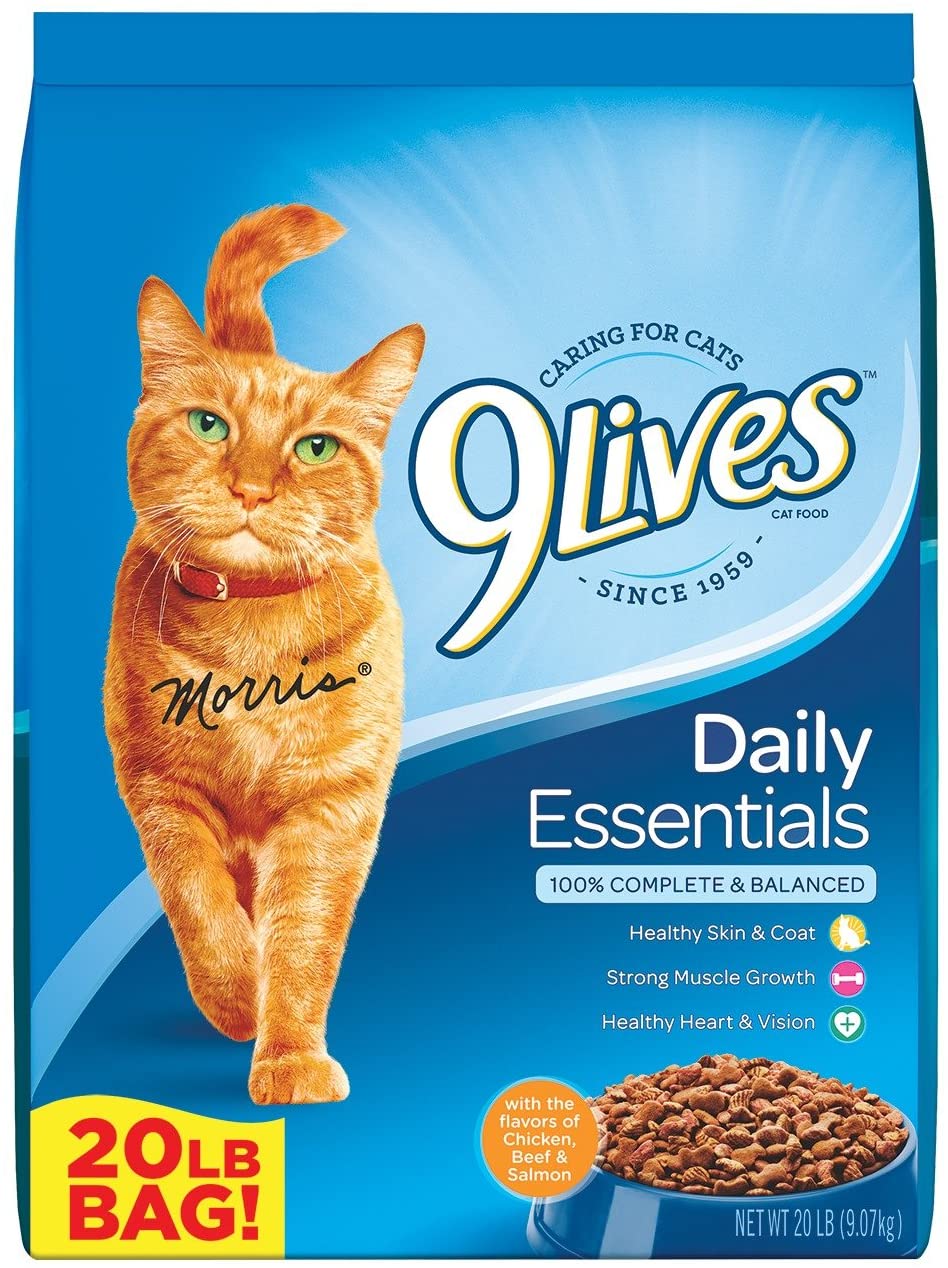 CARING FOR CATS
9Lives™
CAT FOOD
- SINCE 1959 -
Morris®
Daily
Essentials
100% COMPLETE & BALANCED
Healthy Skin & Coat
Strong Muscle Growth
Healthy Heart & Vision
with the
flavors of
Chicken,
Beef &
Salmon
20LB
BAG!
NET WT 20 LB (9.07kg)